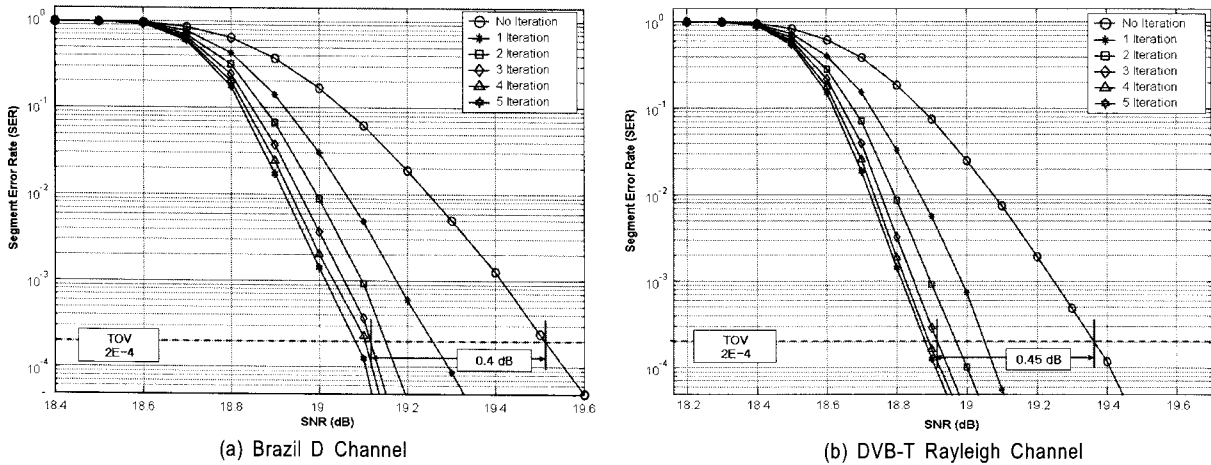 10^0
10^-1
10^-2
10^-3
10^-4
Segment Error Rate (SER)
No Iteration
1 Iteration
2 Iteration
3 Iteration
4 Iteration
5 Iteration
TOV
2E-4
0.4 dB
18.4 18.6 18.8 19 19.2 19.4 19.6
SNR (dB)
(a) Brazil D Channel
10^0
10^-1
10^-2
10^-3
10^-4
Segment Error Rate (SER)
No Iteration
1 Iteration
2 Iteration
3 Iteration
4 Iteration
5 Iteration
TOV
2E-4
0.45 dB
18.2 18.4 18.6 18.8 19 19.2 19.4 19.6
SNR (dB)
(b) DVB-T Rayleigh Channel